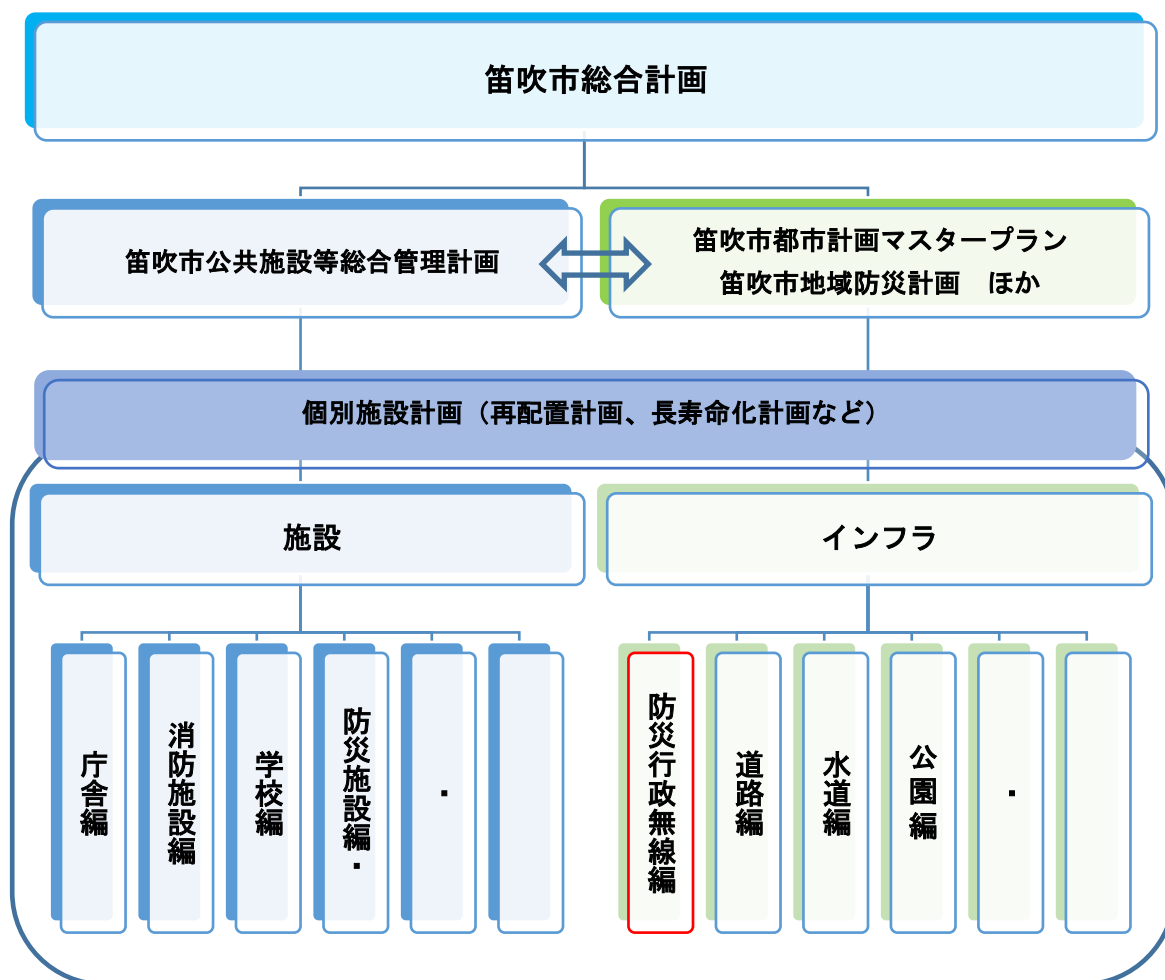 笛吹市総合計画
笛吹市公共施設等総合管理計画
笛吹市都市計画マスタープラン
笛吹市地域防災計画　ほか
個別施設計画（再配置計画、長寿命化計画など）
施設
インフラ
庁舎編
消防施設編
学校編
防災施設編・
・
防災行政無線編
道路編
水道編
公園編
・